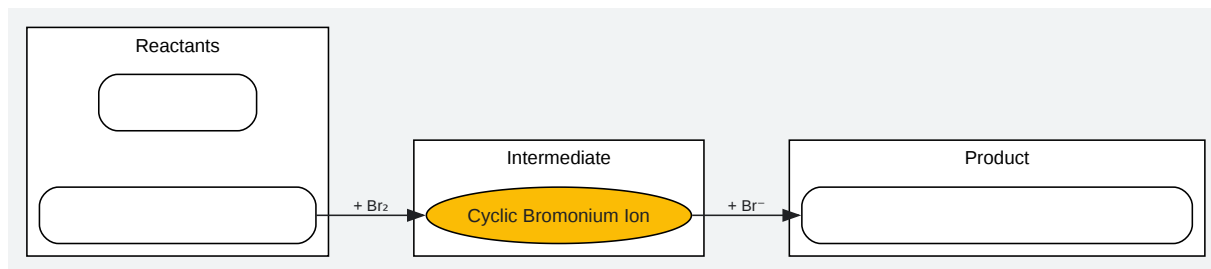 Reactants
+ Br₂
Intermediate
Cyclic Bromonium Ion
+ Br⁻
Product